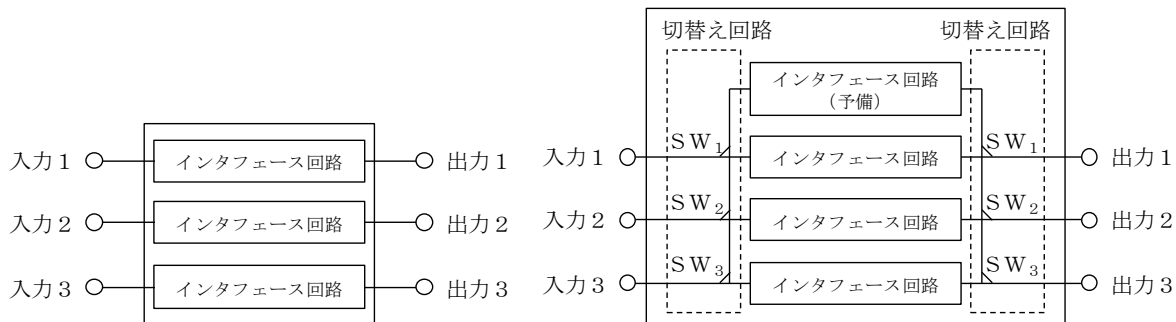 入力1
インタフェース回路
出力1
入力2
インタフェース回路
出力2
入力3
インタフェース回路
出力3
切替え回路
切替え回路
インタフェース回路
(予備)
SW1
SW1
入力1
インタフェース回路
出力1
SW2
SW2
入力2
インタフェース回路
出力2
SW3
SW3
入力3
インタフェース回路
出力3